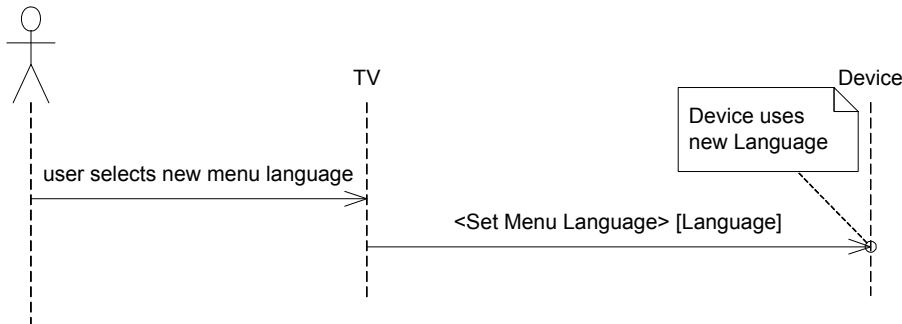 TV
Device
Device uses
new Language
user selects new menu language
<Set Menu Language> [Language]